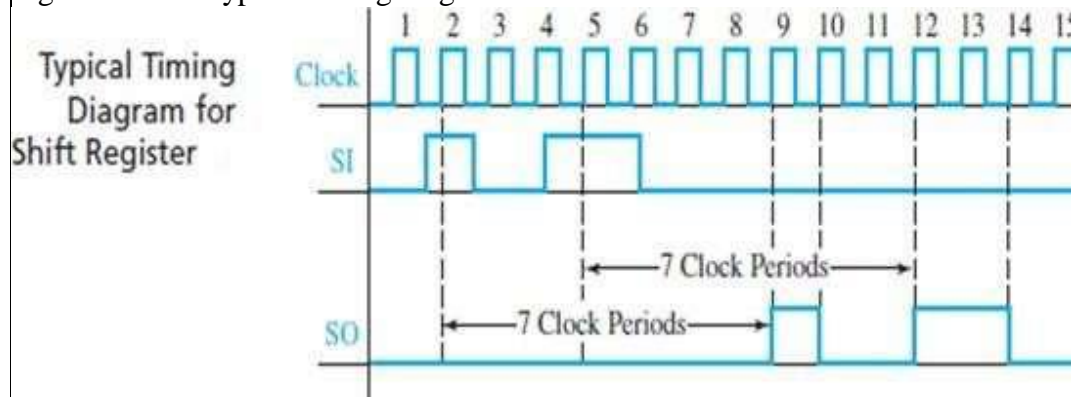 1 2 3 4 5 6 7 8 9 10 11 12 13 14 15
Typical Timing
Diagram for
Shift Register
Clock
SI
7 Clock Periods
7 Clock Periods
SO